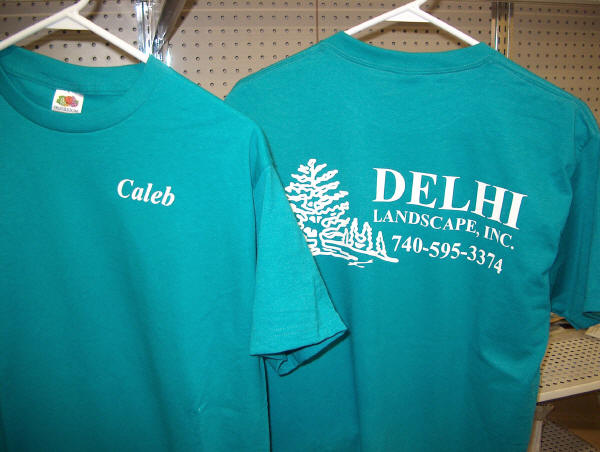 Caleb
DELHI
LANDSCAPE, INC.
740-595-3374